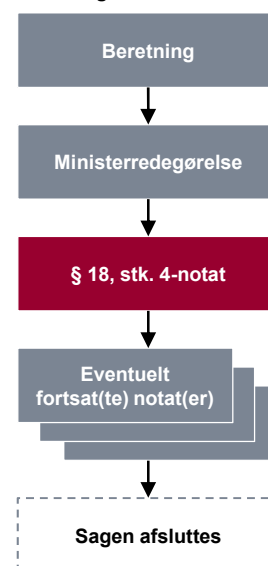 Beretning
Ministerredegørelse
§ 18, stk. 4-notat
Eventuelt
fortsat(te) notat(er)
Sagen afsluttes